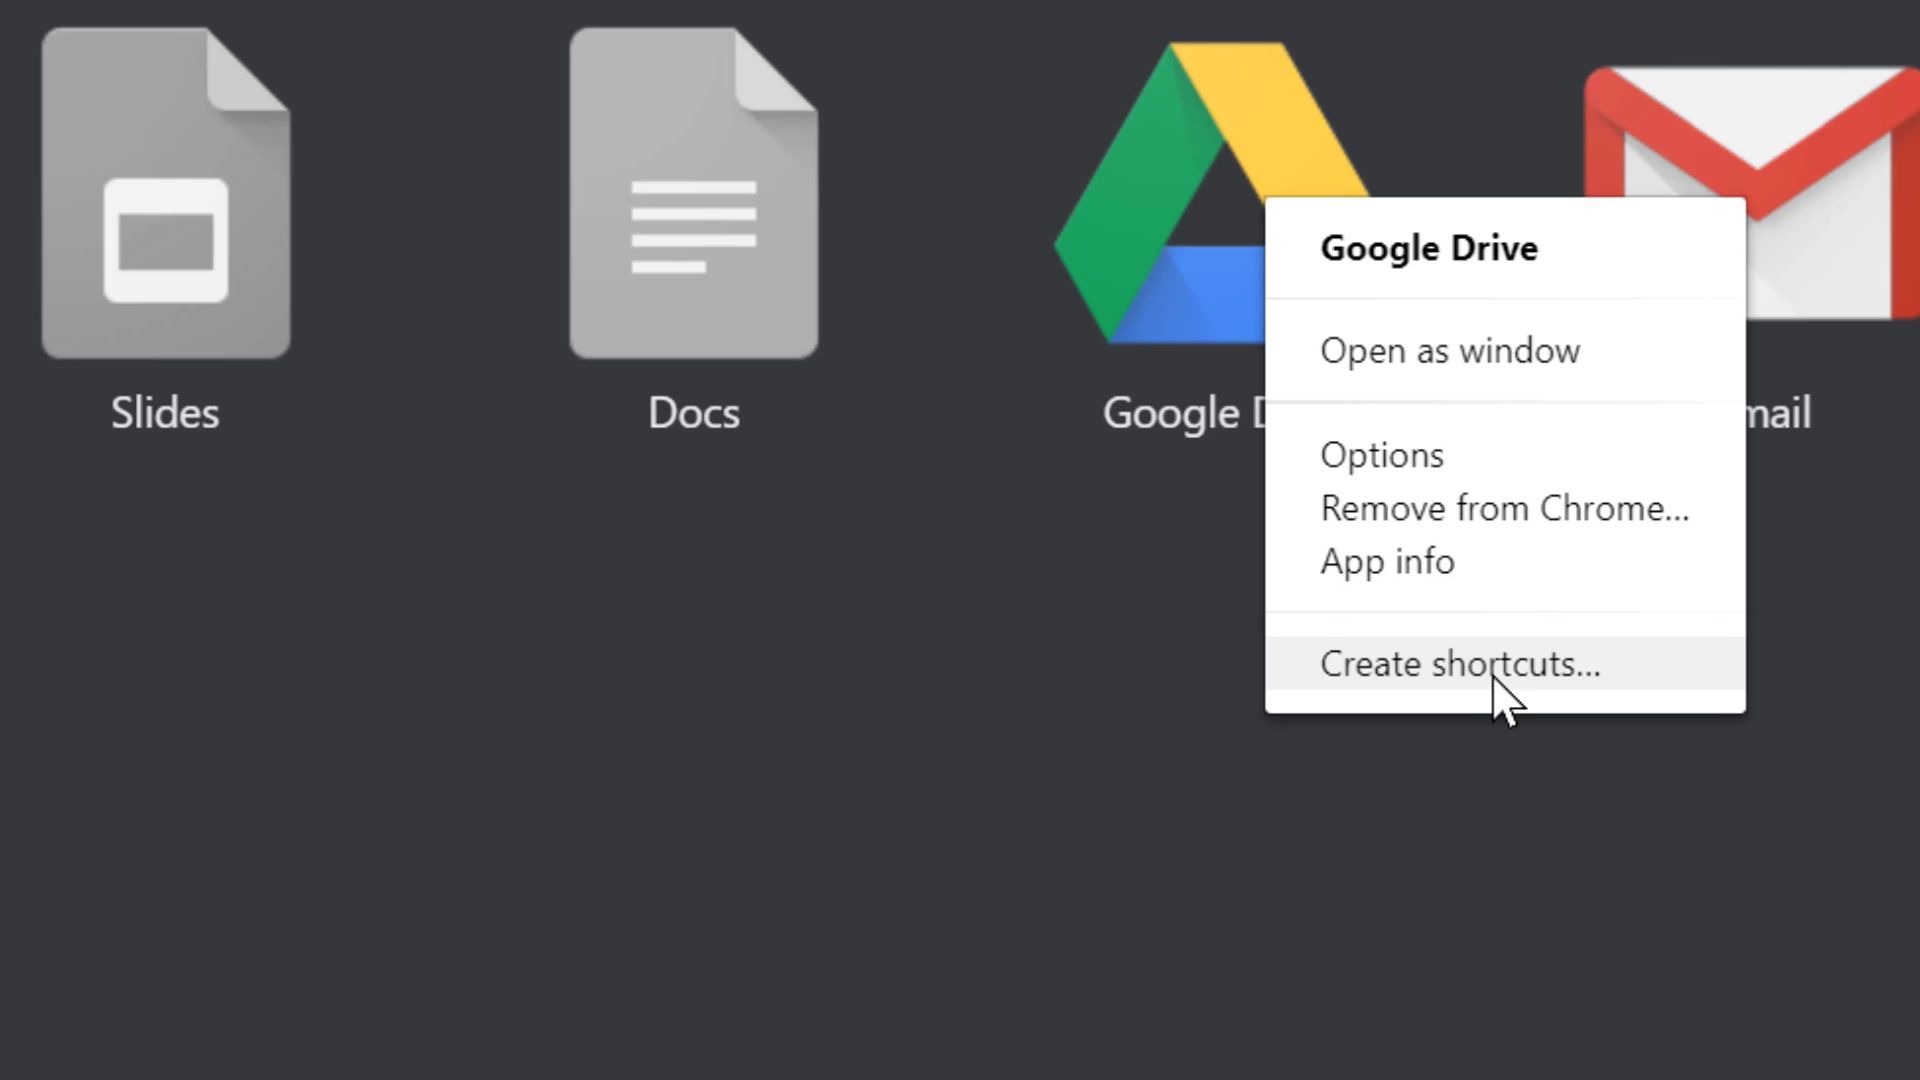 Slides
Docs
Google
mail
Google Drive
Open as window
Options
Remove from Chrome...
App info
Create shortcuts...